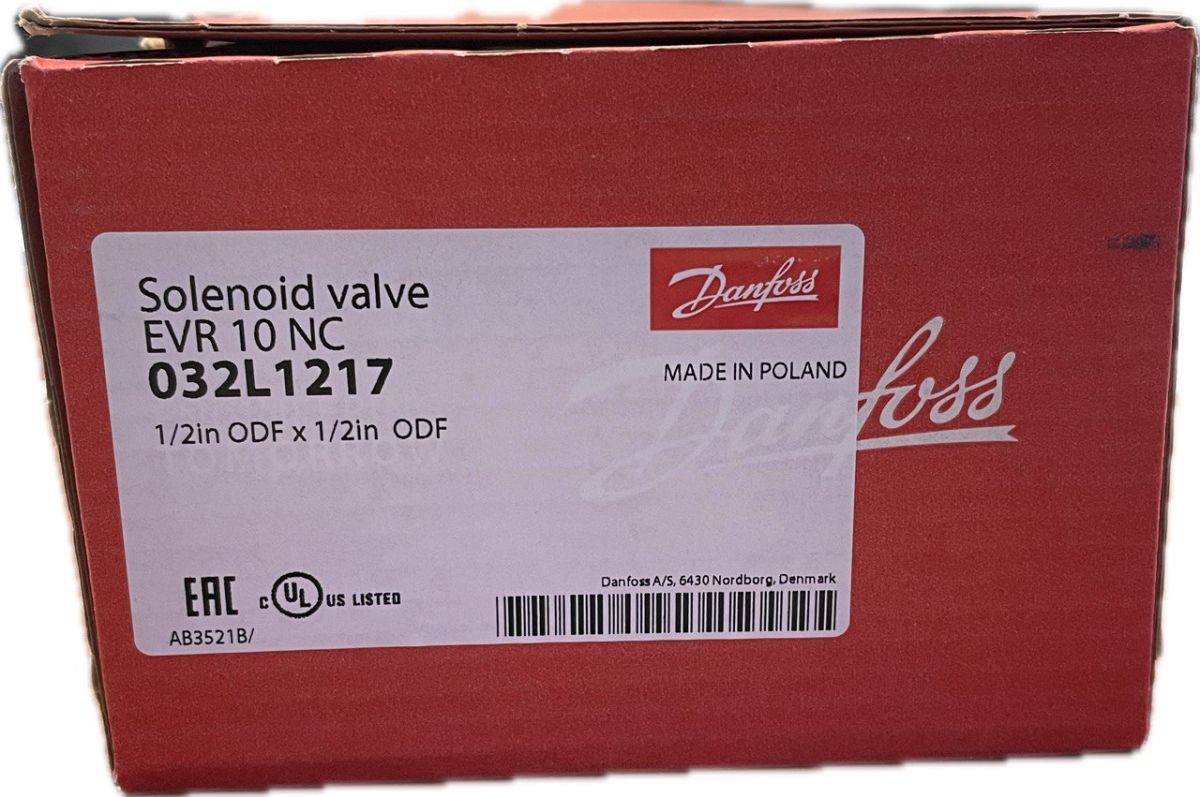 Solenoid valve
EVR 10 NC
032L1217
1/2in ODF x 1/2in ODF
TOMORROW
Danfoss
MADE IN POLAND
Danfoss
EAC
C UL US LISTED
AB3521B/
Danfoss A/S, 6430 Nordborg, Denmark